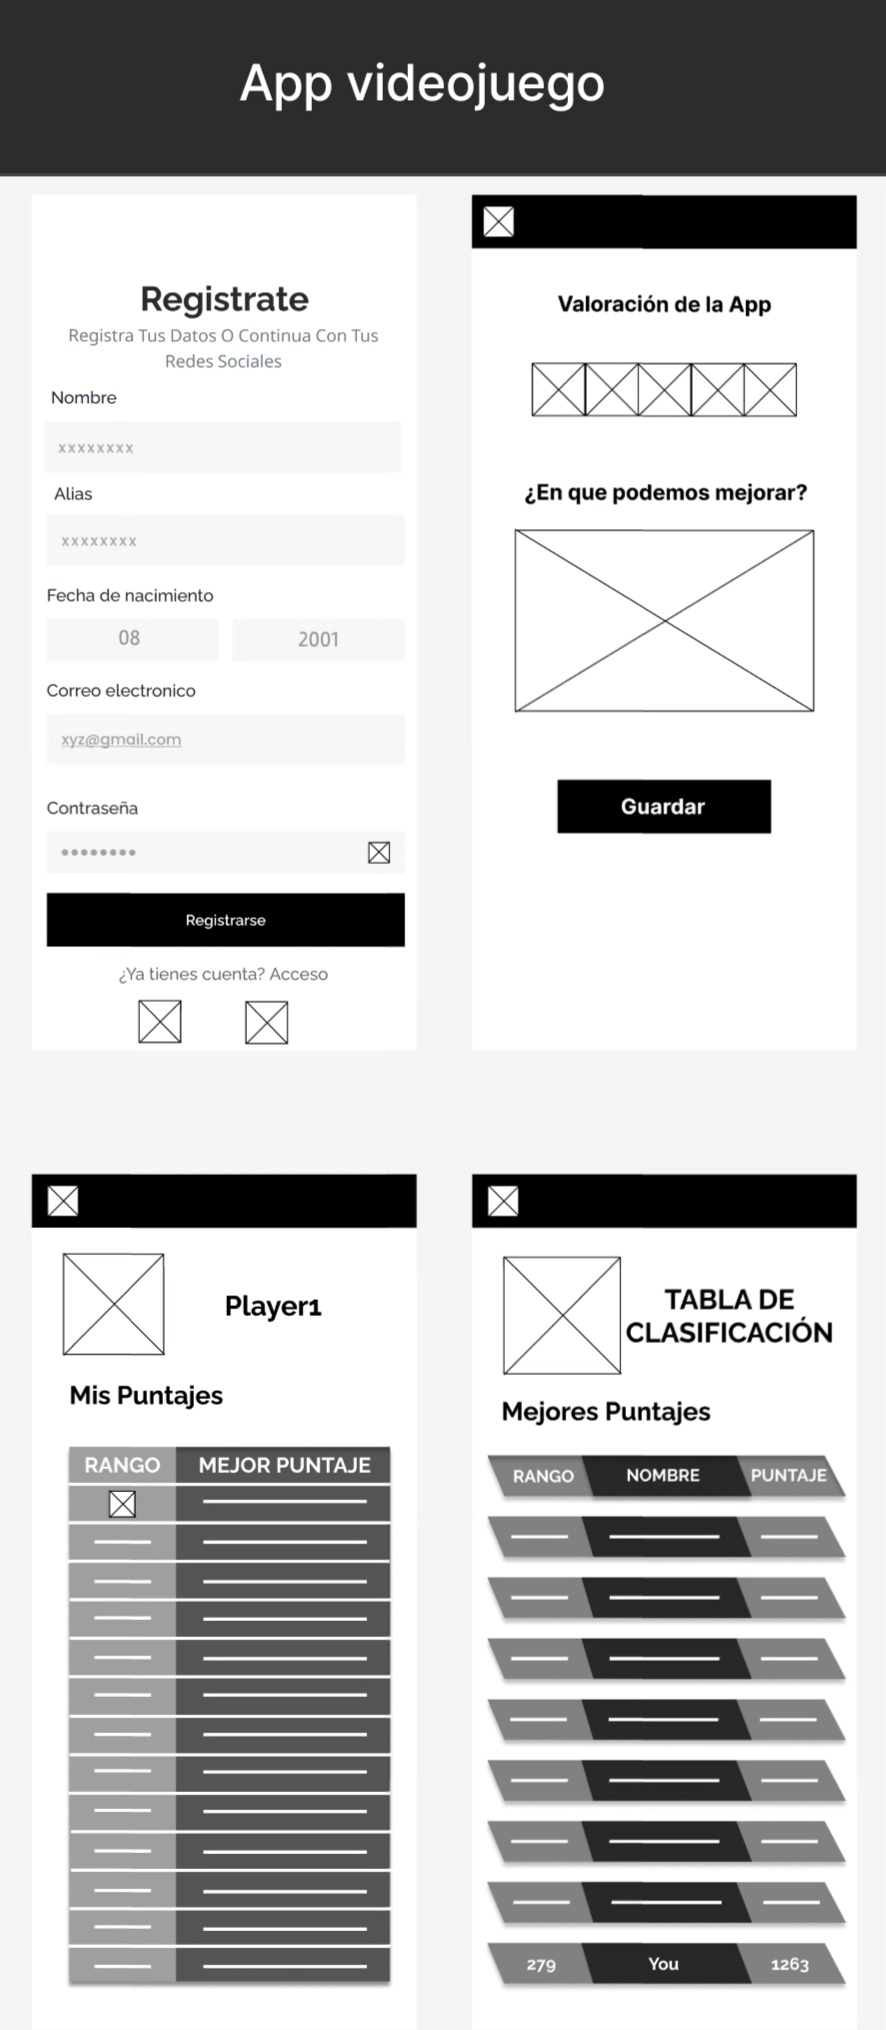 App videojuego
Registrate
Registra Tus Datos O Continua Con Tus
Redes Sociales
Nombre
xxxxxxxx
Alias
xxxxxxxx
Fecha de nacimiento
08
2001
Correo electronico
xyz@gmail.com
Contraseña
Registrarse
¿Ya tienes cuenta? Acceso
Valoración de la App
¿En que podemos mejorar?
Guardar
Player1
Mis Puntajes
RANGO MEJOR PUNTAJE
TABLA DE
CLASIFICACIÓN
Mejores Puntajes
RANGO NOMBRE PUNTAJE
279 You 1263